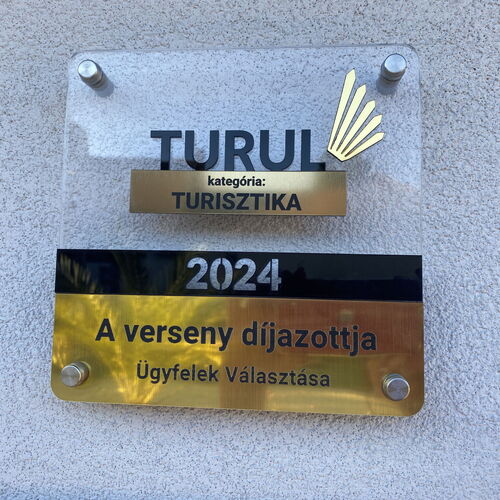 TURUL
kategória:
TURISZTIKA
2024
A verseny díjazottja
Ügyfelek Választása